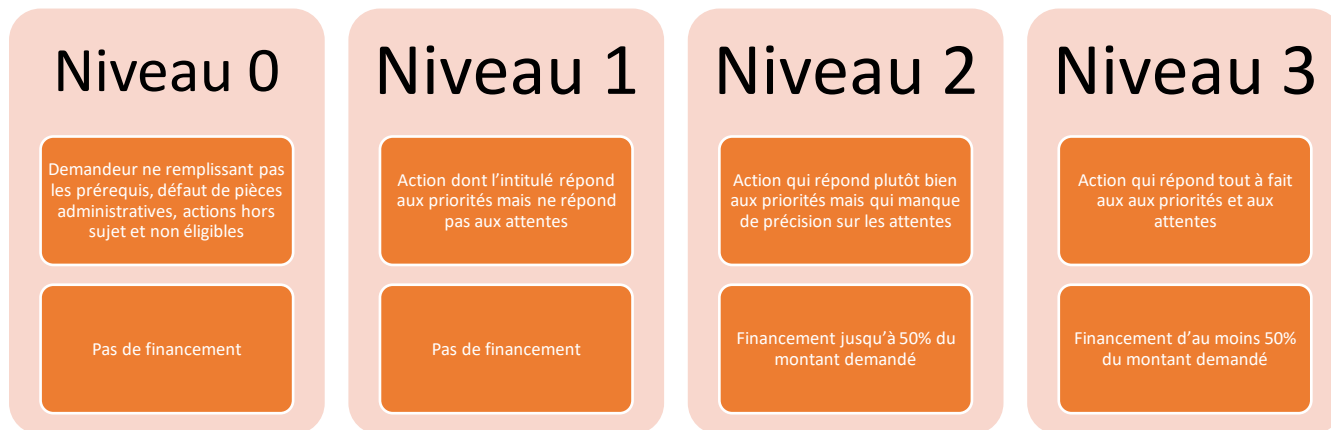 Niveau 0
Demandeur ne remplissant pas
les prérequis, défaut de pièces
administratives, actions hors
sujet et non éligibles
Pas de financement
Niveau 1
Action dont l’intitulé répond
aux priorités mais ne répond
pas aux attentes
Pas de financement
Niveau 2
Action qui répond plutôt bien
aux priorités mais qui manque
de précision sur les attentes
Financement jusqu’à 50% du
montant demandé
Niveau 3
Action qui répond tout à fait
aux aux priorités et aux
attentes
Financement d’au moins 50%
du montant demandé